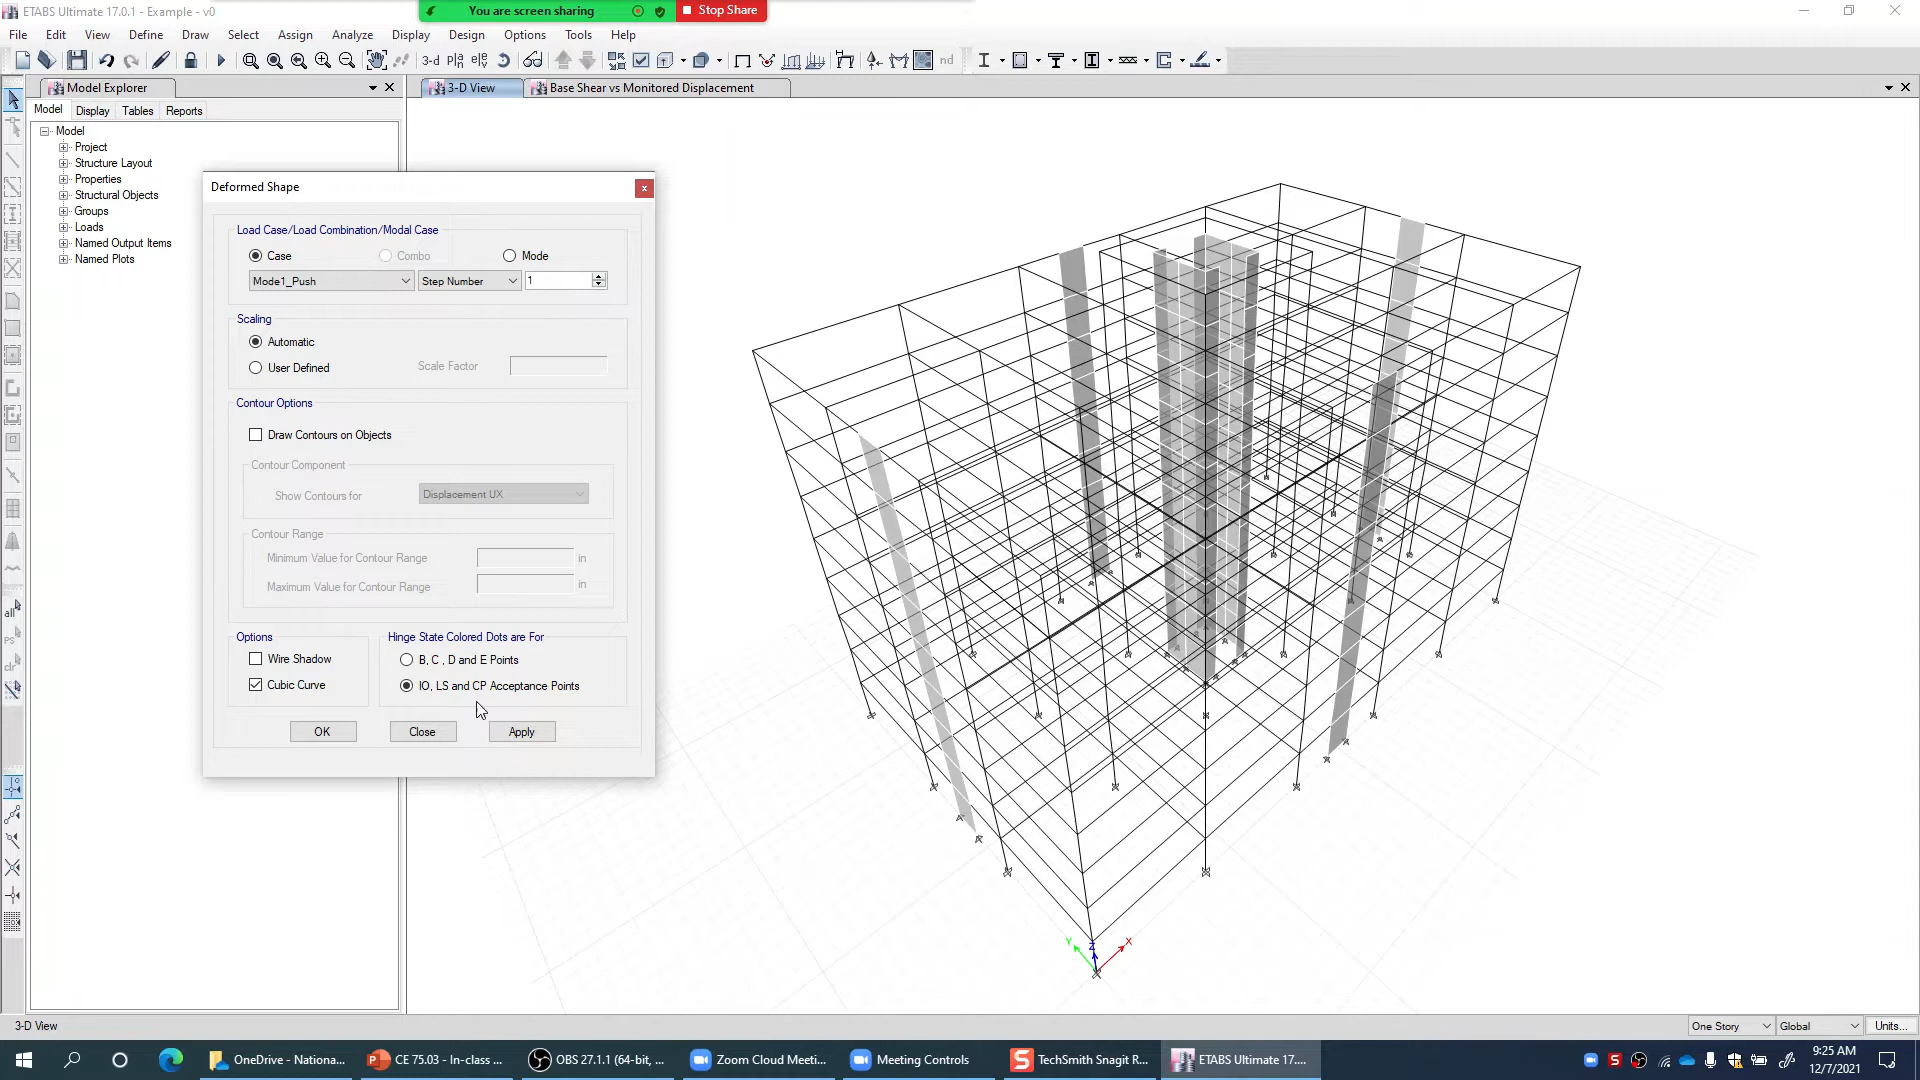 ETABS Ultimate 17.0.1 - Example - v0
You are screen sharing
Stop Share
File Edit View Define Draw Select Assign Analyze Display Design Options Tools Help
3-d
nd
Model Explorer
3-D View
Base Shear vs Monitored Displacement
Model Display Tables Reports
Model
Project
Structure Layout
Properties
Structural Objects
Groups
Loads
Named Output Items
Named Plots
Deformed Shape
x
Load Case/Load Combination/Modal Case
Case Combo Mode
Mode1_Push Step Number 1
Scaling
Automatic
User Defined Scale Factor
Contour Options
Draw Contours on Objects
Contour Component
Show Contours for Displacement UX
Contour Range
Minimum Value for Contour Range in
Maximum Value for Contour Range in
Options Hinge State Colored Dots are For
Wire Shadow B, C , D and E Points
Cubic Curve IO, LS and CP Acceptance Points
OK Close Apply
all
ps
clr
Y Z X
3-D View One Story Global Units...
OneDrive - Nationa... CE 75.03 - In-class ... OBS 27.1.1 (64-bit, ... Zoom Cloud Meeti... Meeting Controls TechSmith Snagit R... ETABS Ultimate 17....
9:25 AM
12/7/2021